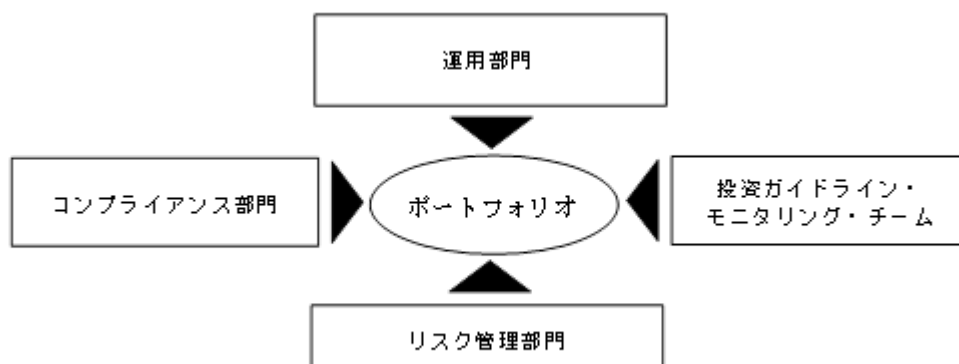 運用部門
コンプライアンス部門
ポートフォリオ
投資ガイドライン・
モニタリング・チーム
リスク管理部門